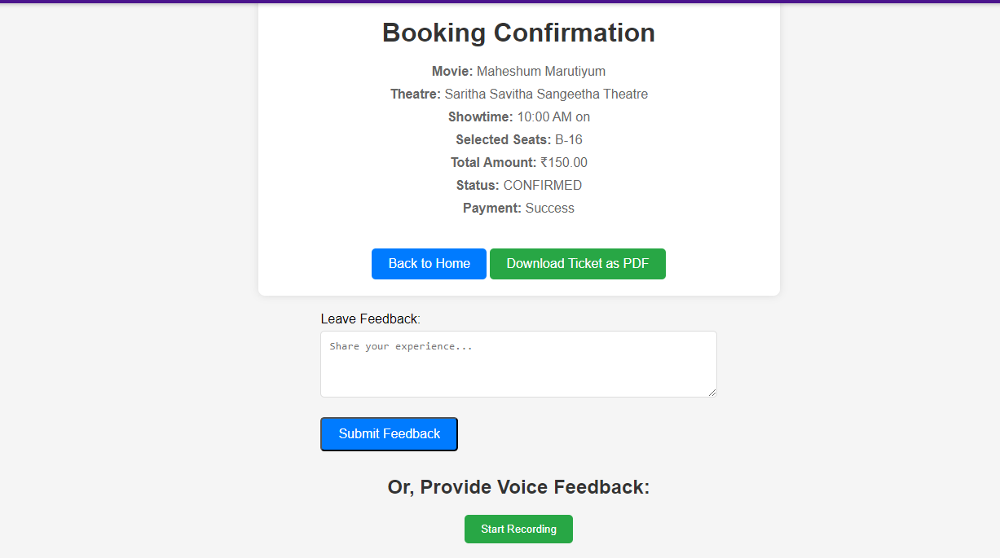 Booking Confirmation
Movie: Maheshum Marutiyum
Theatre: Saritha Savitha Sangeetha Theatre
Showtime: 10:00 AM on
Selected Seats: B-16
Total Amount: ₹150.00
Status: CONFIRMED
Payment: Success
Back to Home
Download Ticket as PDF
Leave Feedback:
Share your experience...
Submit Feedback
Or, Provide Voice Feedback:
Start Recording